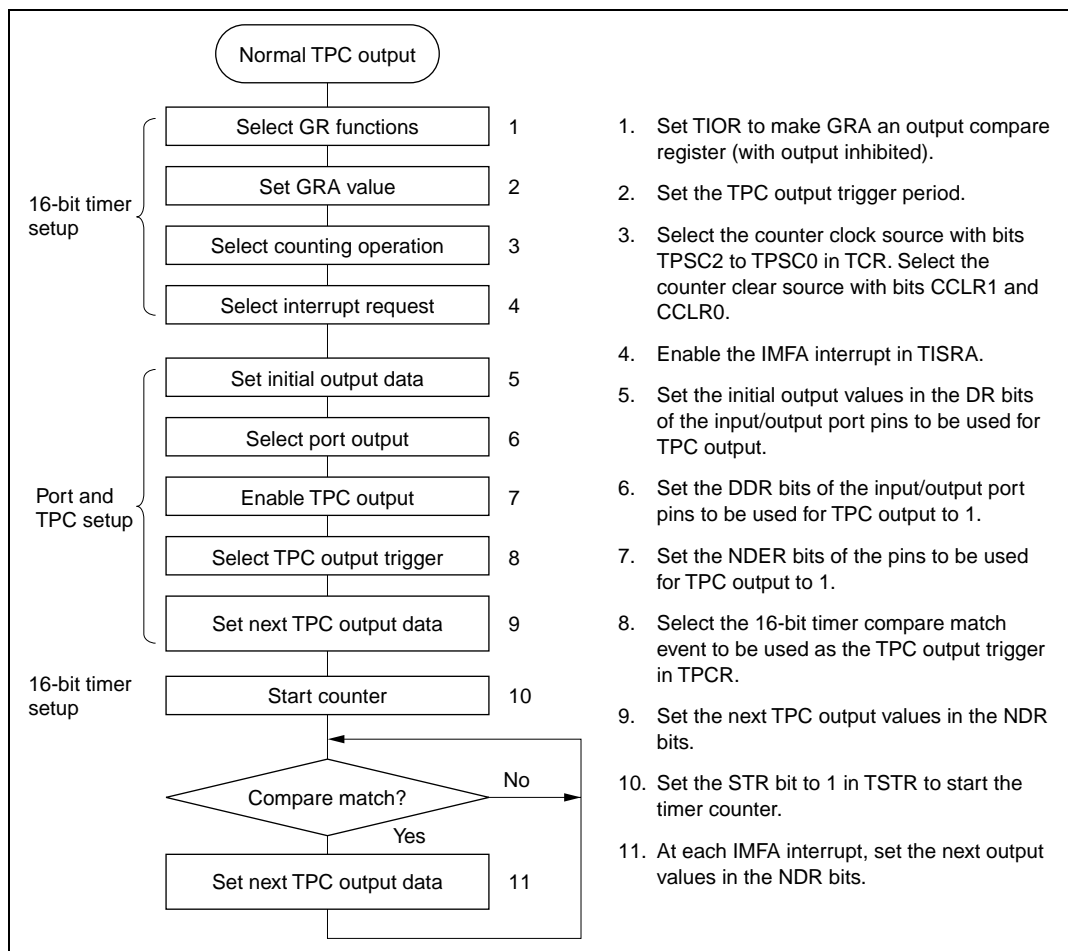 Normal TPC output
16-bit timer
setup
Select GR functions 1
Set GRA value 2
Select counting operation 3
Select interrupt request 4
Port and
TPC setup
Set initial output data 5
Select port output 6
Enable TPC output 7
Select TPC output trigger 8
Set next TPC output data 9
16-bit timer
setup
Start counter 10
Compare match?
No
Yes
Set next TPC output data 11
1. Set TIOR to make GRA an output compare
register (with output inhibited).
2. Set the TPC output trigger period.
3. Select the counter clock source with bits
TPSC2 to TPSC0 in TCR. Select the
counter clear source with bits CCLR1 and
CCLR0.
4. Enable the IMFA interrupt in TISRA.
5. Set the initial output values in the DR bits
of the input/output port pins to be used for
TPC output.
6. Set the DDR bits of the input/output port
pins to be used for TPC output to 1.
7. Set the NDER bits of the pins to be used
for TPC output to 1.
8. Select the 16-bit timer compare match
event to be used as the TPC output trigger
in TPCR.
9. Set the next TPC output values in the NDR
bits.
10. Set the STR bit to 1 in TSTR to start the
timer counter.
11. At each IMFA interrupt, set the next output
values in the NDR bits.